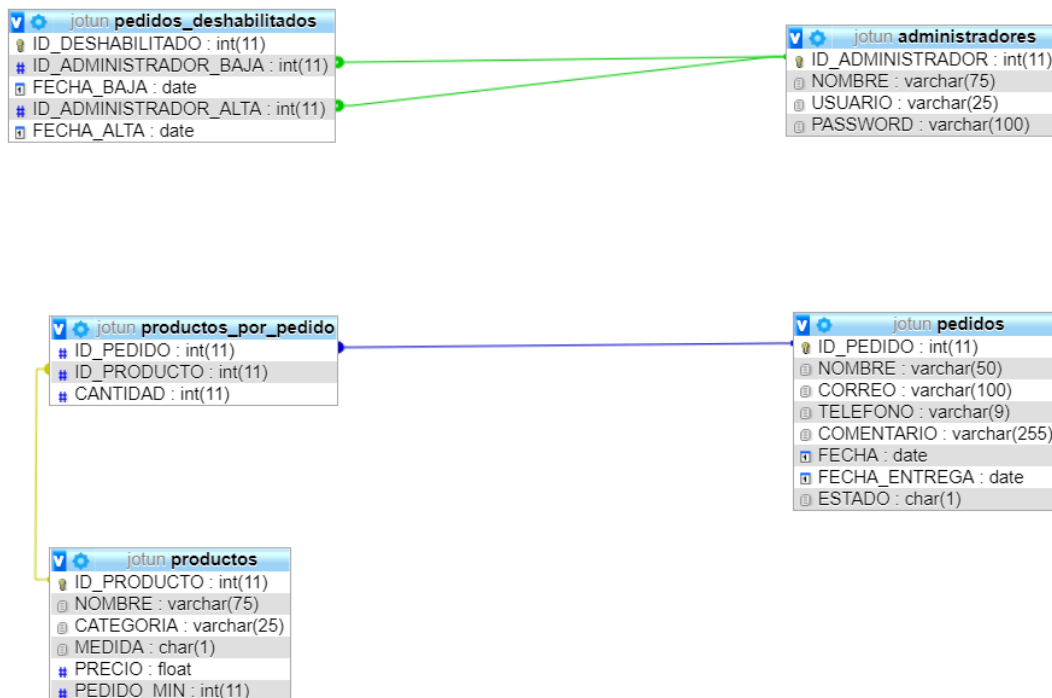 jotun pedidos_deshabilitados
ID_DESHABILITADO : int(11)
ID_ADMINISTRADOR_BAJA : int(11)
FECHA_BAJA : date
ID_ADMINISTRADOR_ALTA : int(11)
FECHA_ALTA : date
jotun administradores
ID_ADMINISTRADOR : int(11)
NOMBRE : varchar(75)
USUARIO : varchar(25)
PASSWORD : varchar(100)
jotun productos_por_pedido
ID_PEDIDO : int(11)
ID_PRODUCTO : int(11)
CANTIDAD : int(11)
jotun pedidos
ID_PEDIDO : int(11)
NOMBRE : varchar(50)
CORREO : varchar(100)
TELEFONO : varchar(9)
COMENTARIO : varchar(255)
FECHA : date
FECHA_ENTREGA : date
ESTADO : char(1)
jotun productos
ID_PRODUCTO : int(11)
NOMBRE : varchar(75)
CATEGORIA : varchar(25)
MEDIDA : char(1)
PRECIO : float
PEDIDO_MIN : int(11)